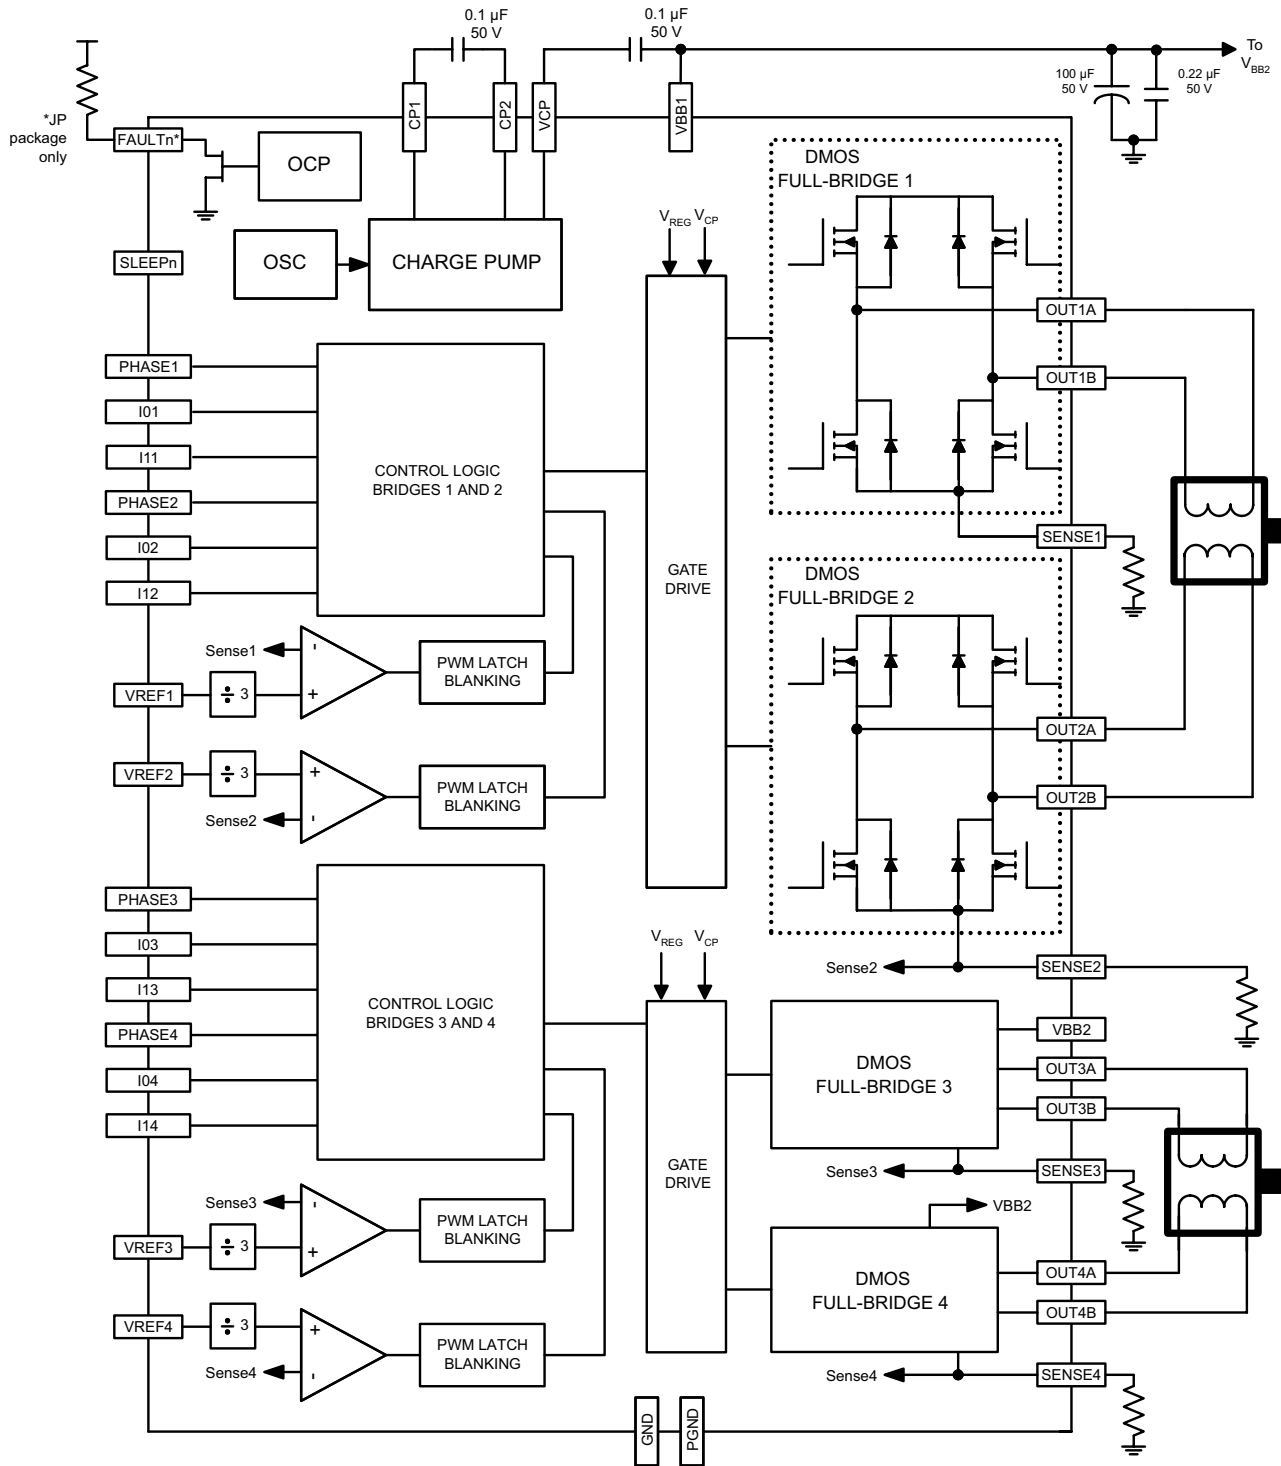 0.1 µF
50 V
0.1 µF
50 V
To
VBB2
100 µF
50 V
0.22 µF
50 V
*JP
package
only
FAULTn*
OCP
CP1
CP2
VCP
VBB1
SLEEPn
OSC
CHARGE PUMP
VREG VCP
DMOS
FULL-BRIDGE 1
OUT1A
OUT1B
SENSE1
PHASE1
I01
I11
PHASE2
I02
I12
CONTROL LOGIC
BRIDGES 1 AND 2
GATE
DRIVE
DMOS
FULL-BRIDGE 2
OUT2A
OUT2B
Sense2
SENSE2
Sense1
-
+
VREF1
÷ 3
PWM LATCH
BLANKING
VREF2
÷ 3
+
-
Sense2
PWM LATCH
BLANKING
PHASE3
I03
I13
PHASE4
I04
I14
CONTROL LOGIC
BRIDGES 3 AND 4
VREG VCP
GATE
DRIVE
DMOS
FULL-BRIDGE 3
VBB2
OUT3A
OUT3B
Sense3
SENSE3
VBB2
DMOS
FULL-BRIDGE 4
OUT4A
OUT4B
Sense4
SENSE4
Sense3
-
+
VREF3
÷ 3
PWM LATCH
BLANKING
VREF4
÷ 3
+
-
Sense4
PWM LATCH
BLANKING
GND
PGND